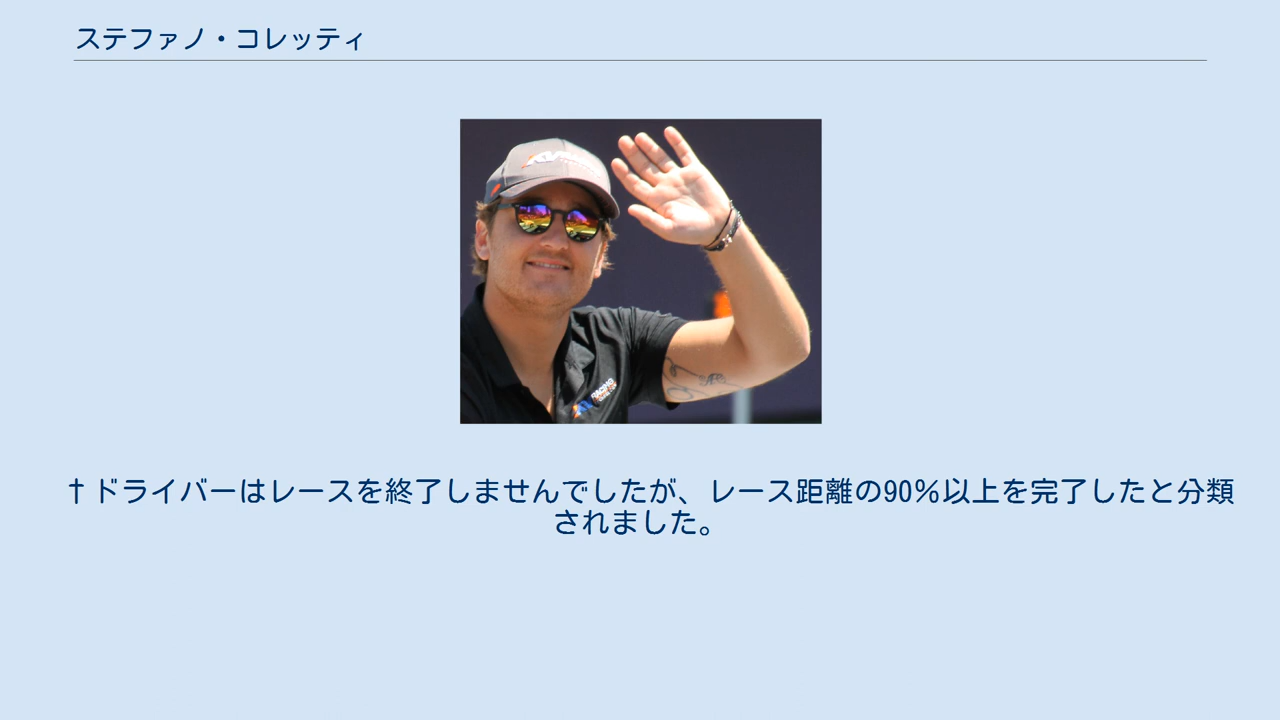 ステファノ・コレッティ
† ドライバーはレースを終了しませんでしたが、レース距離の90％以上を完了したと分類
されました。